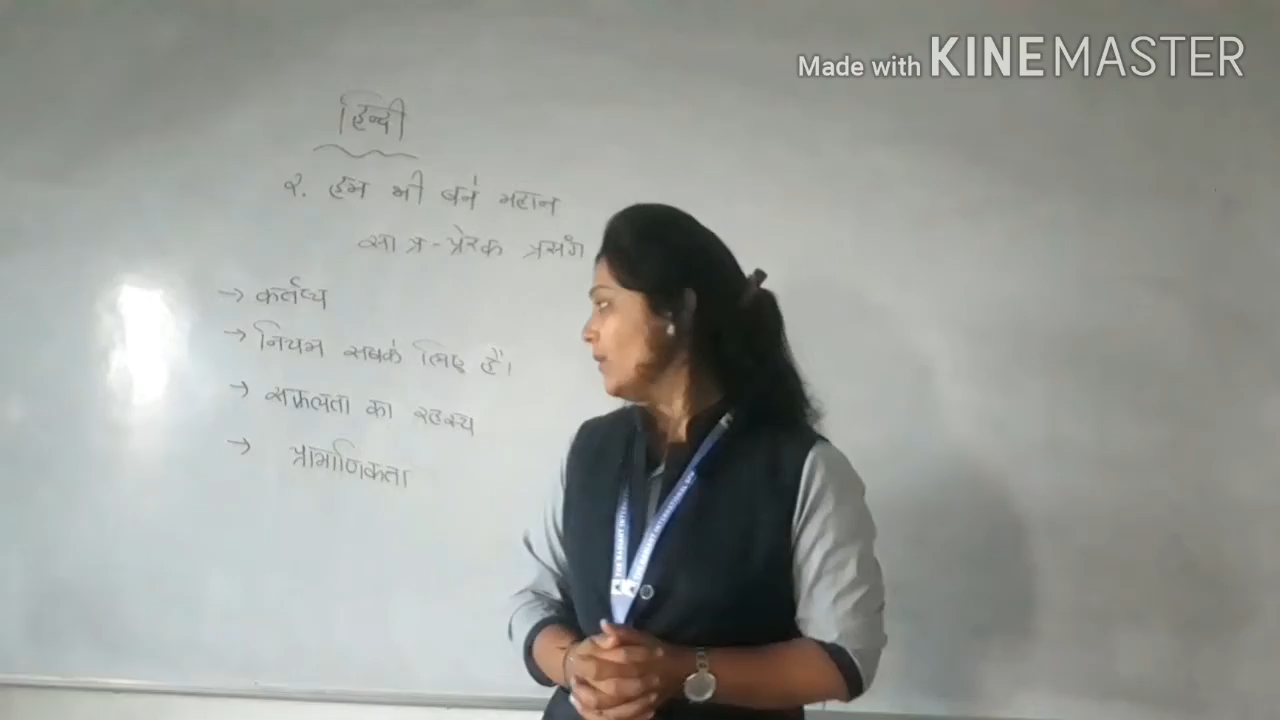 Made with KINEMASTER
हिन्दी
२. हम भी बनें महान
प्रेरक प्रसंग
→ कर्तव्य
→ नियम सबके लिए हैं।
→ सफलता का रहस्य
→ प्रामाणिकता